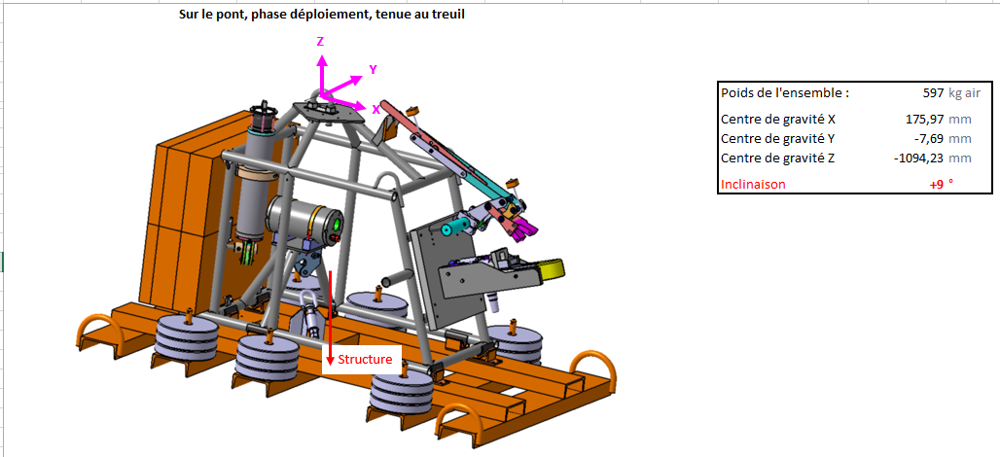 Sur le pont, phase déploiement, tenue au treuil
Z
Y
X
Poids de l'ensemble : 597 kg air
Centre de gravité X 175,97 mm
Centre de gravité Y -7,69 mm
Centre de gravité Z -1094,23 mm
Inclinaison +9 °
Structure